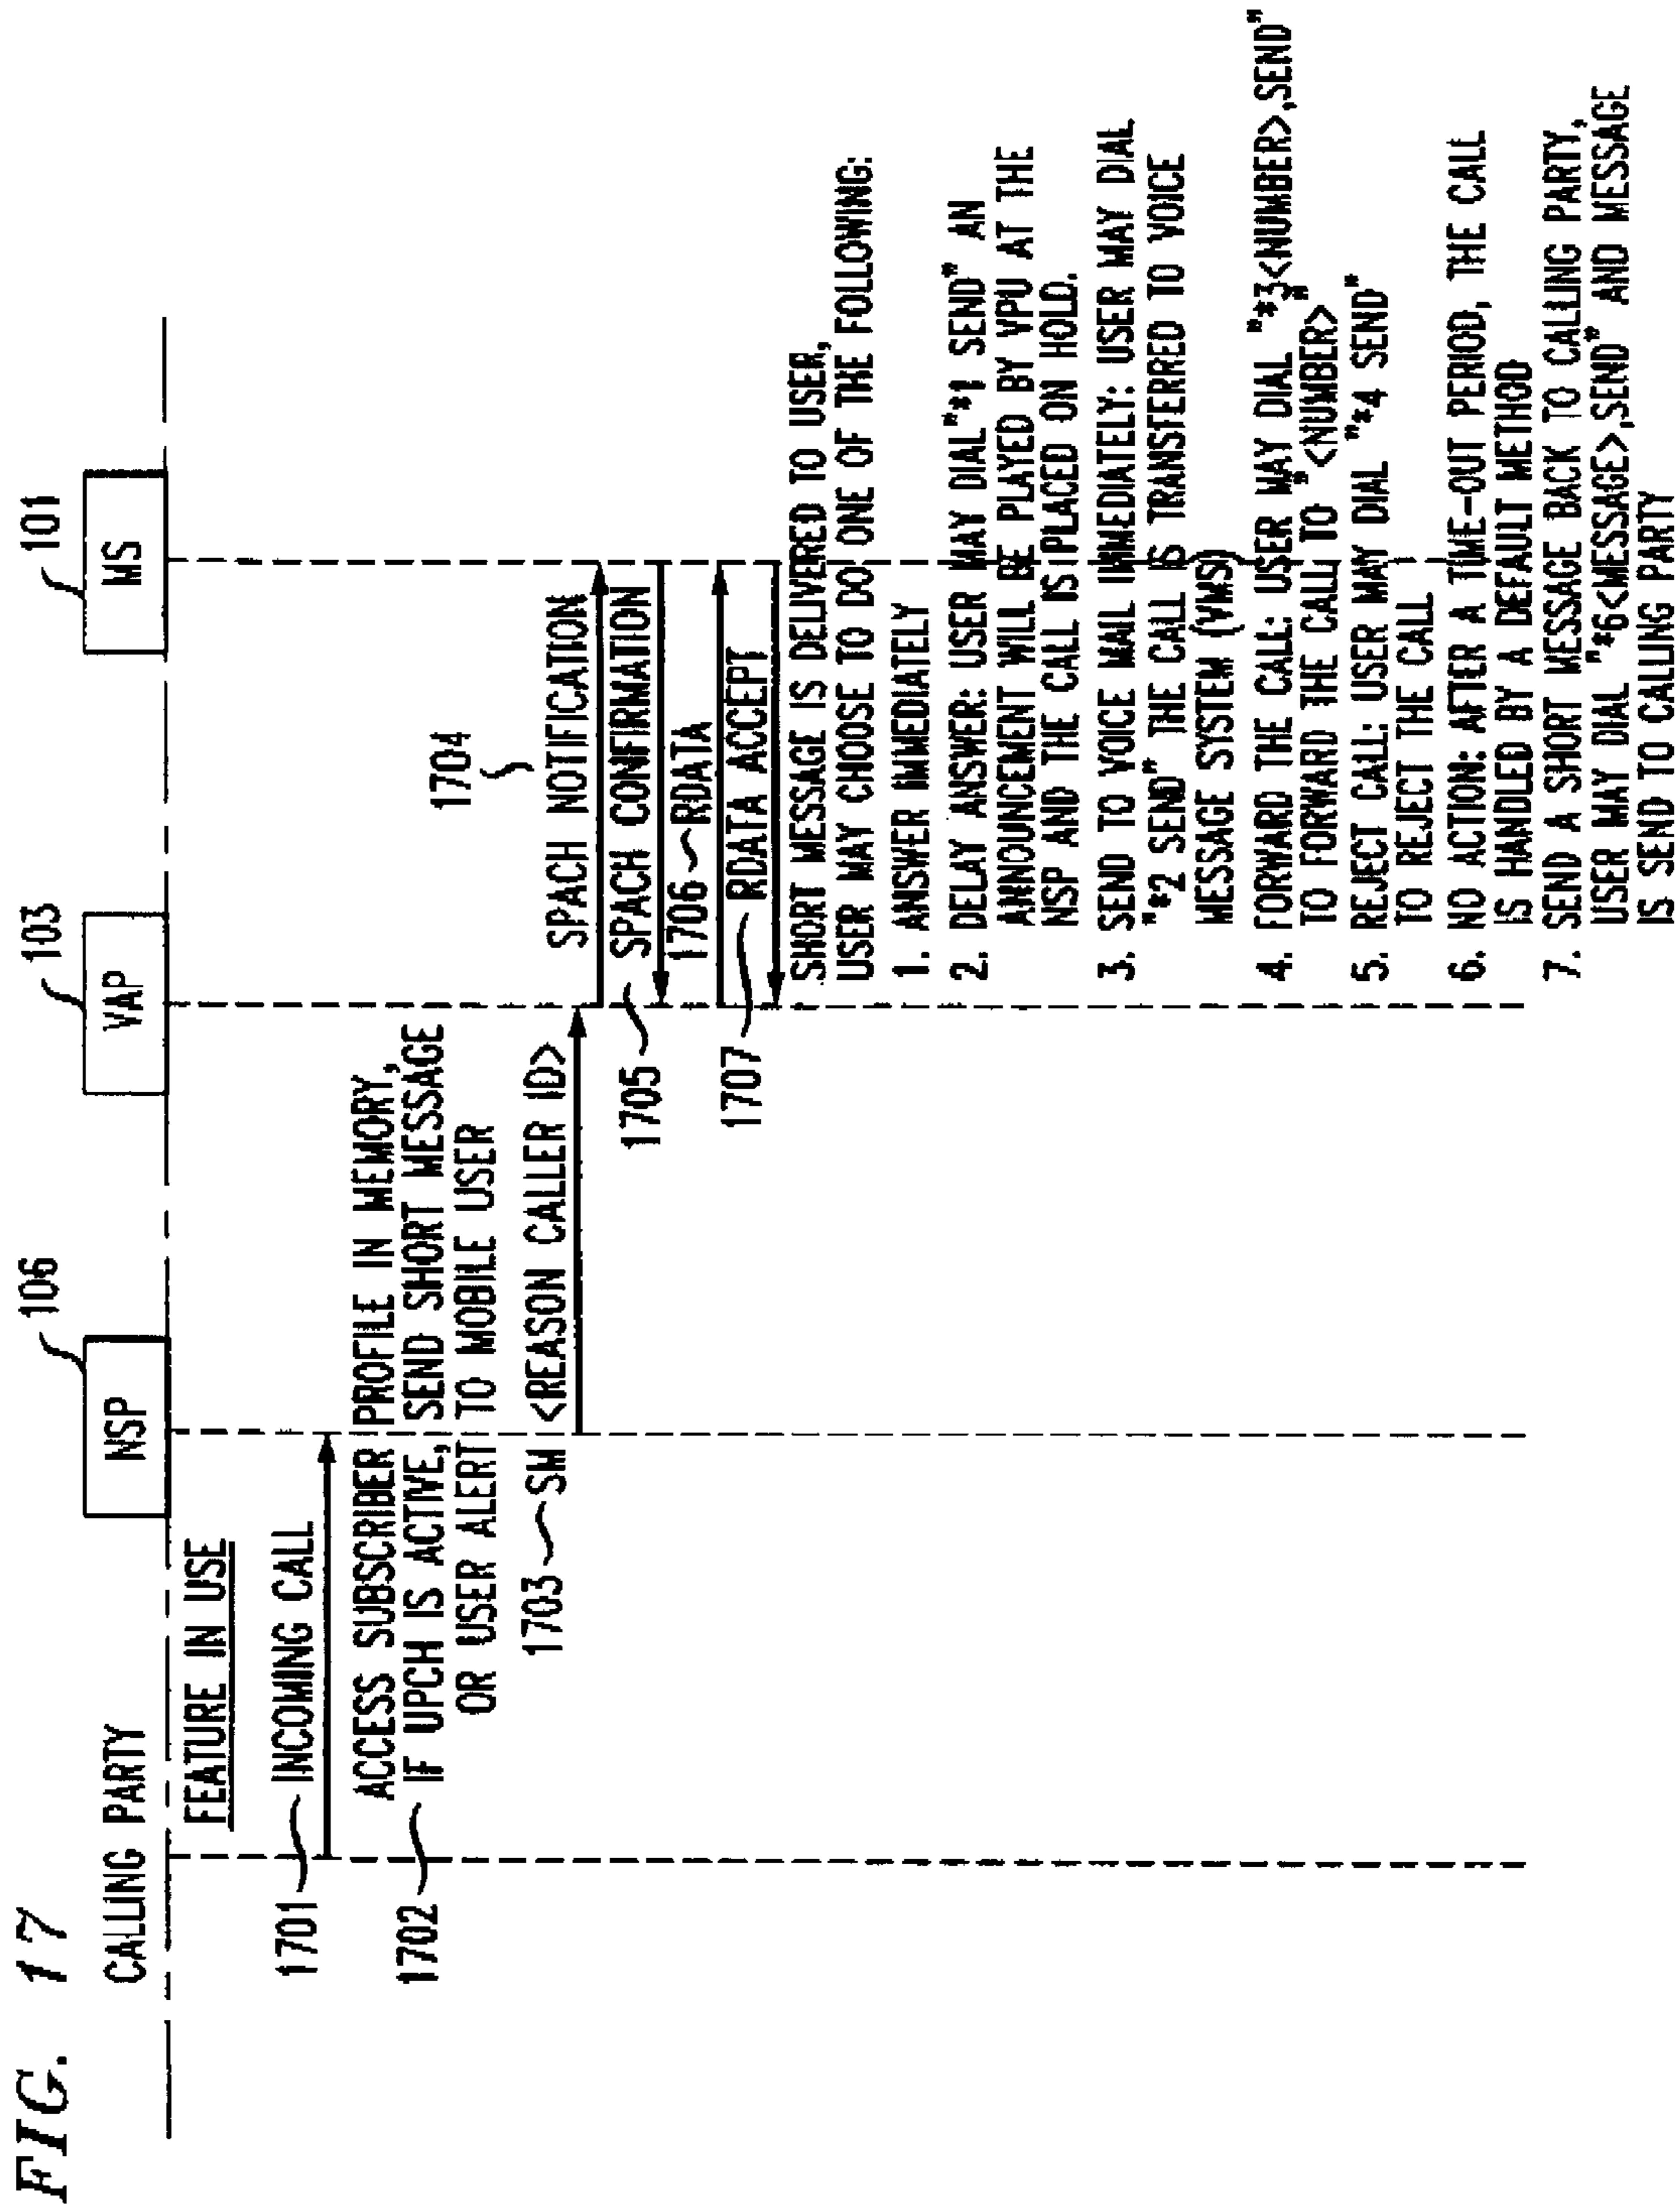 FIG. 17
CALLING PARTY
NSP
106
VAP
103
MS
101
FEATURE IN USE
1701
INCOMING CALL
1702
ACCESS SUBSCRIBER PROFILE IN MEMORY,
IF UPCH IS ACTIVE, SEND SHORT MESSAGE
OR USER ALERT TO MOBILE USER
1703
SM <REASON CALLER ID>
1704
SPACH NOTIFICATION
1705
SPACH CONFIRMATION
1706
RDATA
1707
RDATA ACCEPT
SHORT MESSAGE IS DELIVERED TO USER,
USER MAY CHOOSE TO DO ONE OF THE FOLLOWING:
1. ANSWER IMMEDIATELY
2. DELAY ANSWER: USER MAY DIAL "*1 SEND" AN
ANNOUNCEMENT WILL BE PLAYED BY VPU AT THE
NSP AND THE CALL IS PLACED ON HOLD.
3. SEND TO VOICE MAIL IMMEDIATELY: USER MAY DIAL
"*2 SEND" THE CALL IS TRANSFERRED TO VOICE
MESSAGE SYSTEM (VMS)
4. FORWARD THE CALL: USER MAY DIAL "*3<NUMBER>,SEND"
TO FORWARD THE CALL TO "<NUMBER>"
5. REJECT CALL: USER MAY DIAL "*4 SEND"
TO REJECT THE CALL
6. NO ACTION: AFTER A TIME-OUT PERIOD, THE CALL
IS HANDLED BY A DEFAULT METHOD
7. SEND A SHORT MESSAGE BACK TO CALLING PARTY,
USER MAY DIAL "*6<MESSAGE>,SEND" AND MESSAGE
IS SEND TO CALLING PARTY